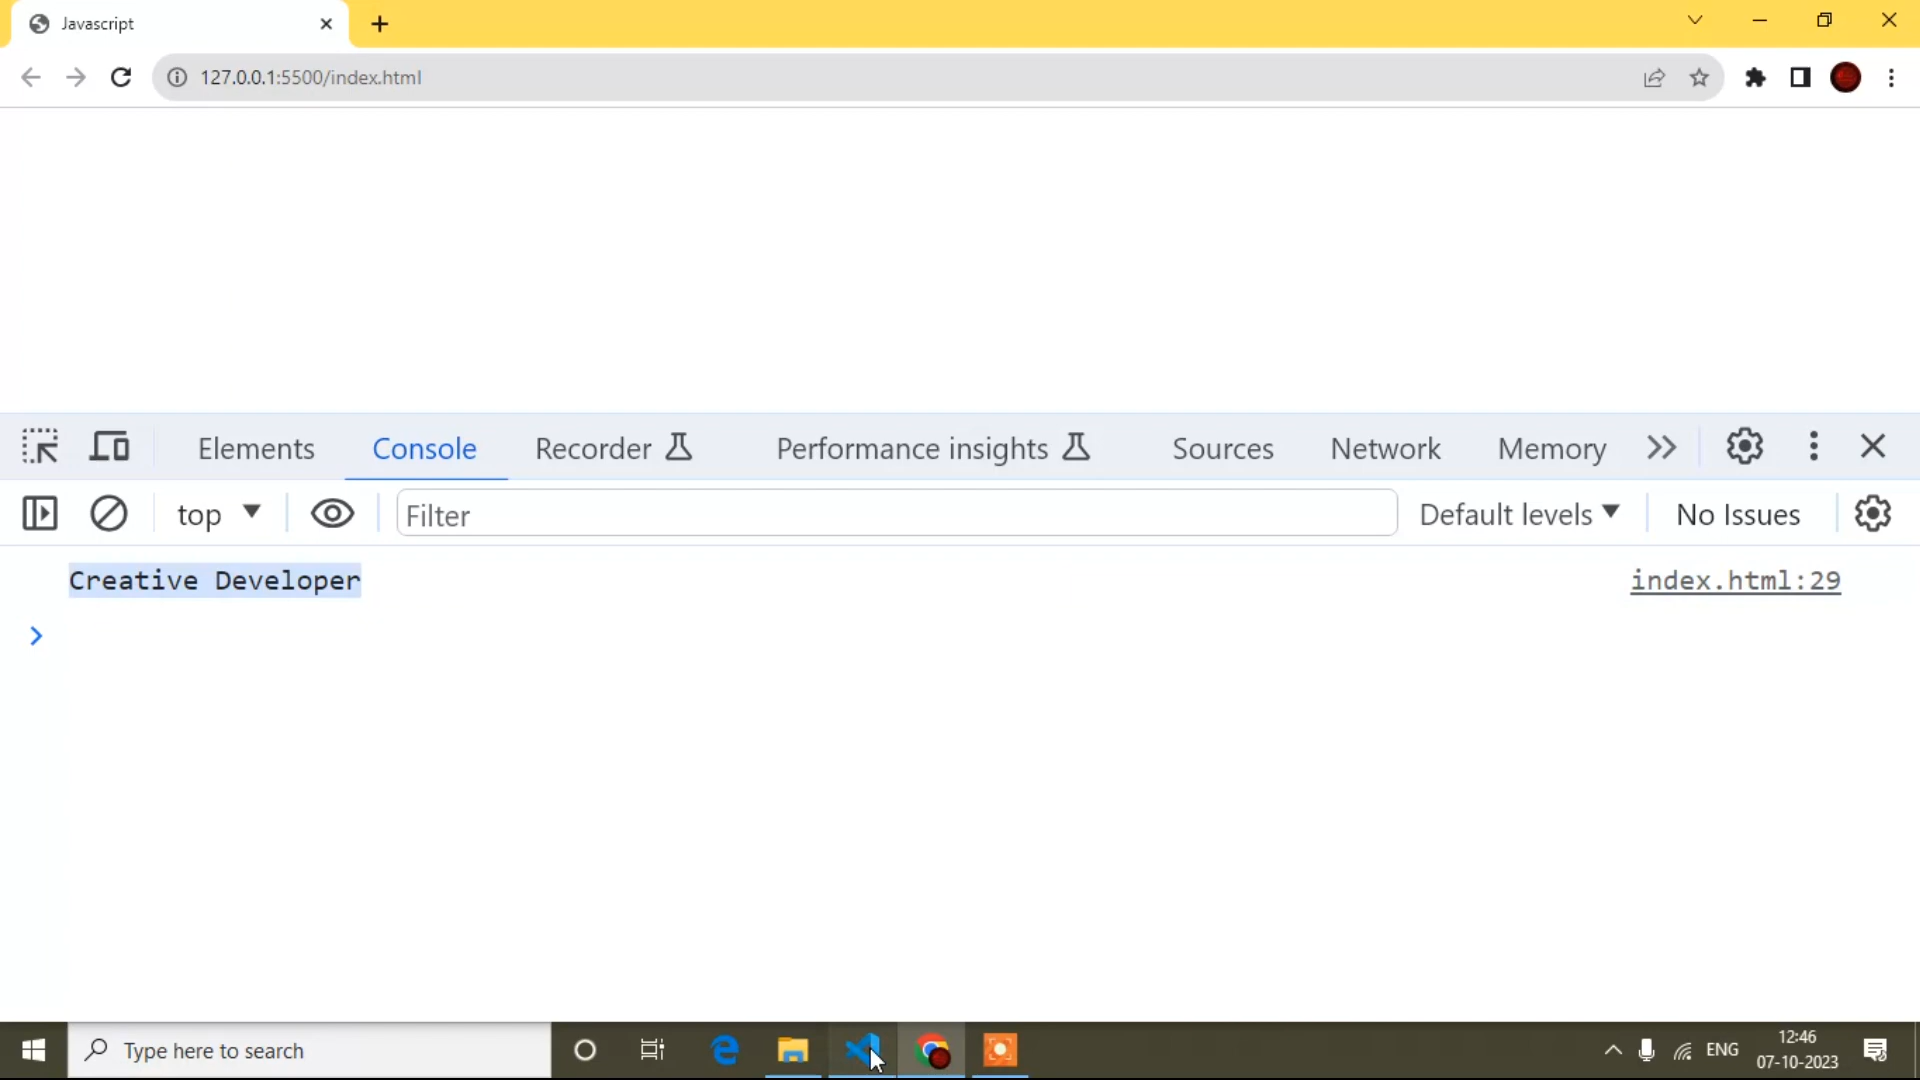 Javascript
127.0.0.1:5500/index.html
Elements Console Recorder Performance insights Sources Network Memory
top Filter Default levels No Issues
Creative Developer index.html:29
Type here to search ENG 12:46
07-10-2023